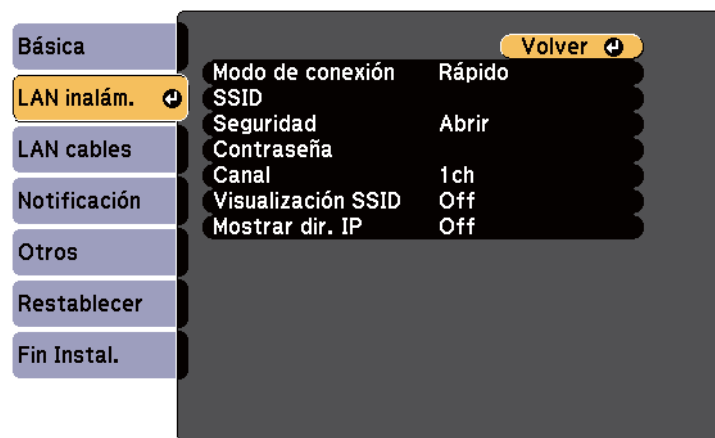 Básica
LAN inalám.
LAN cables
Notificación
Otros
Restablecer
Fin Instal.
Volver
Modo de conexión Rápido
SSID
Seguridad Abrir
Contraseña
Canal 1ch
Visualización SSID Off
Mostrar dir. IP Off